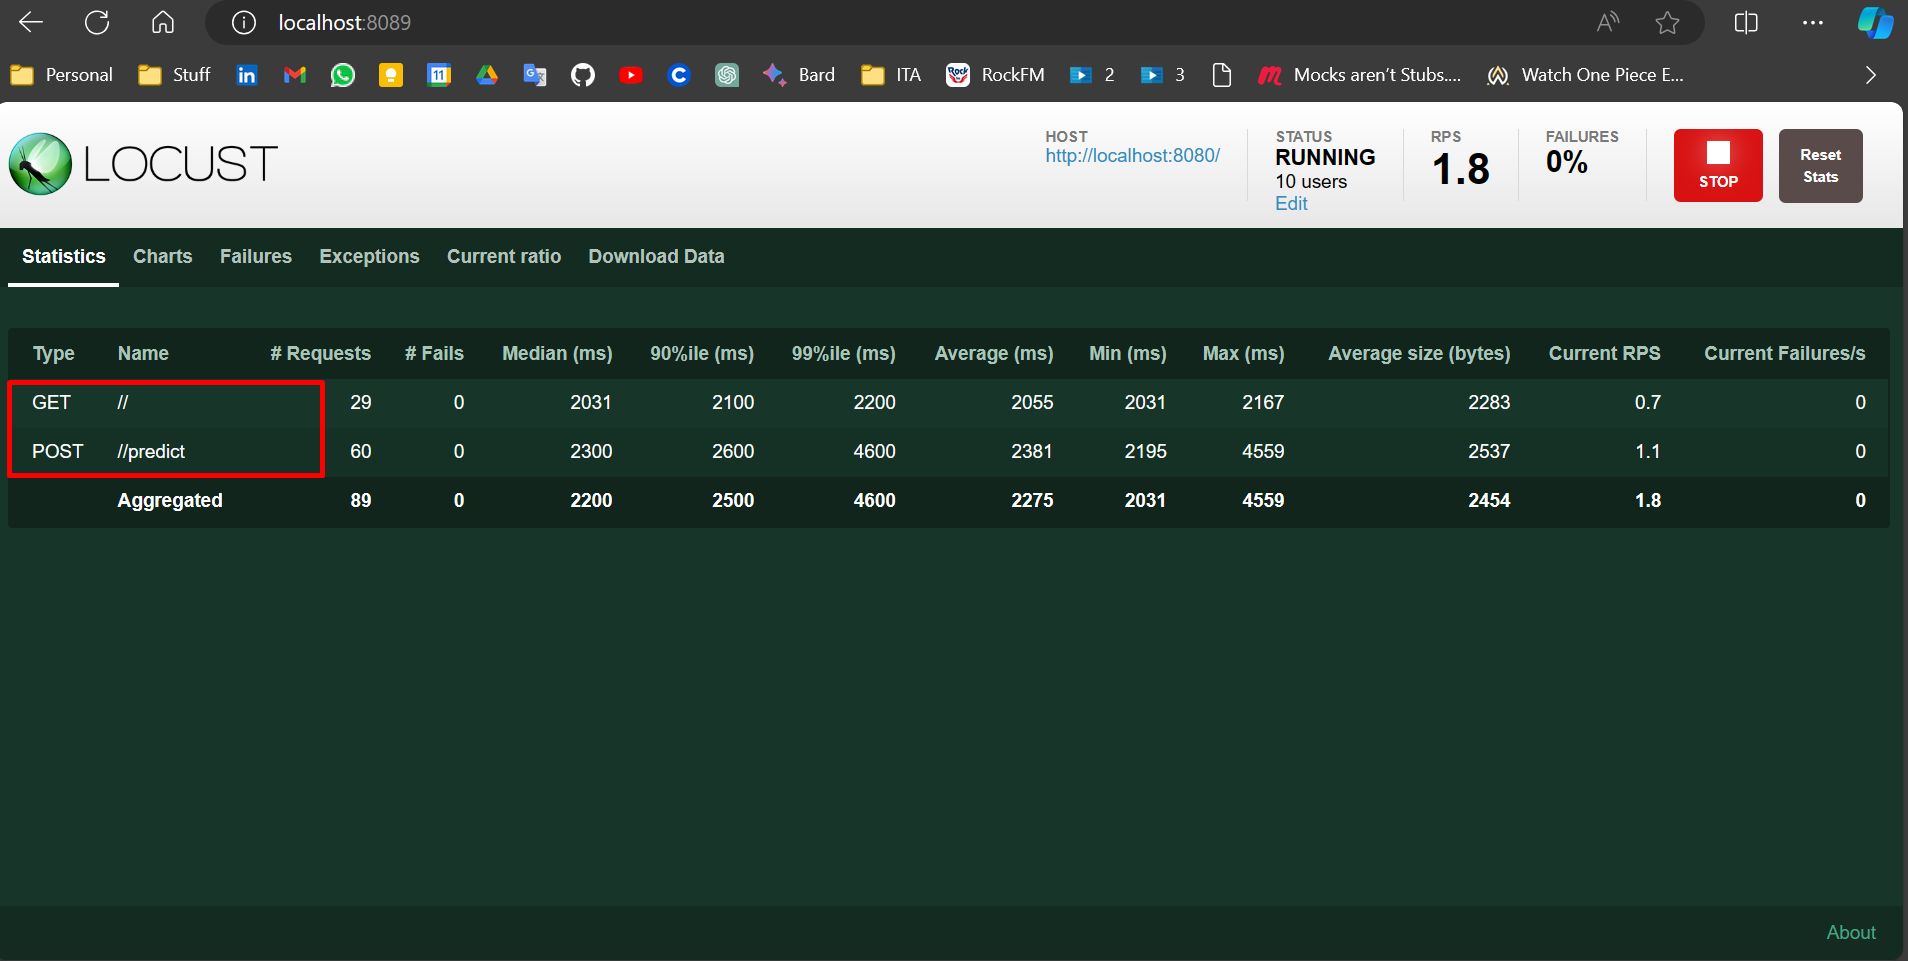 localhost:8089
Personal Stuff Bard ITA RockFM 2 3 Mocks aren't Stubs.... Watch One Piece E...
LOCUST
HOST
http://localhost:8080/
STATUS
RUNNING
10 users
Edit
RPS
1.8
FAILURES
0%
STOP
Reset
Stats
Statistics Charts Failures Exceptions Current ratio Download Data
Type Name # Requests # Fails Median (ms) 90%ile (ms) 99%ile (ms) Average (ms) Min (ms) Max (ms) Average size (bytes) Current RPS Current Failures/s
GET // 29 0 2031 2100 2200 2055 2031 2167 2283 0.7 0
POST //predict 60 0 2300 2600 4600 2381 2195 4559 2537 1.1 0
Aggregated 89 0 2200 2500 4600 2275 2031 4559 2454 1.8 0
About